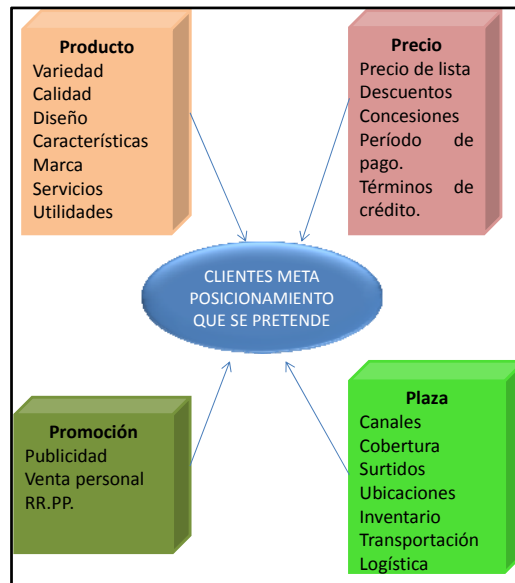 Producto
Variedad
Calidad
Diseño
Características
Marca
Servicios
Utilidades
Precio
Precio de lista
Descuentos
Concesiones
Período de
pago.
Términos de
crédito.
CLIENTES META
POSICIONAMIENTO
QUE SE PRETENDE
Promoción
Publicidad
Venta personal
RR.PP.
Plaza
Canales
Cobertura
Surtidos
Ubicaciones
Inventario
Transportación
Logística